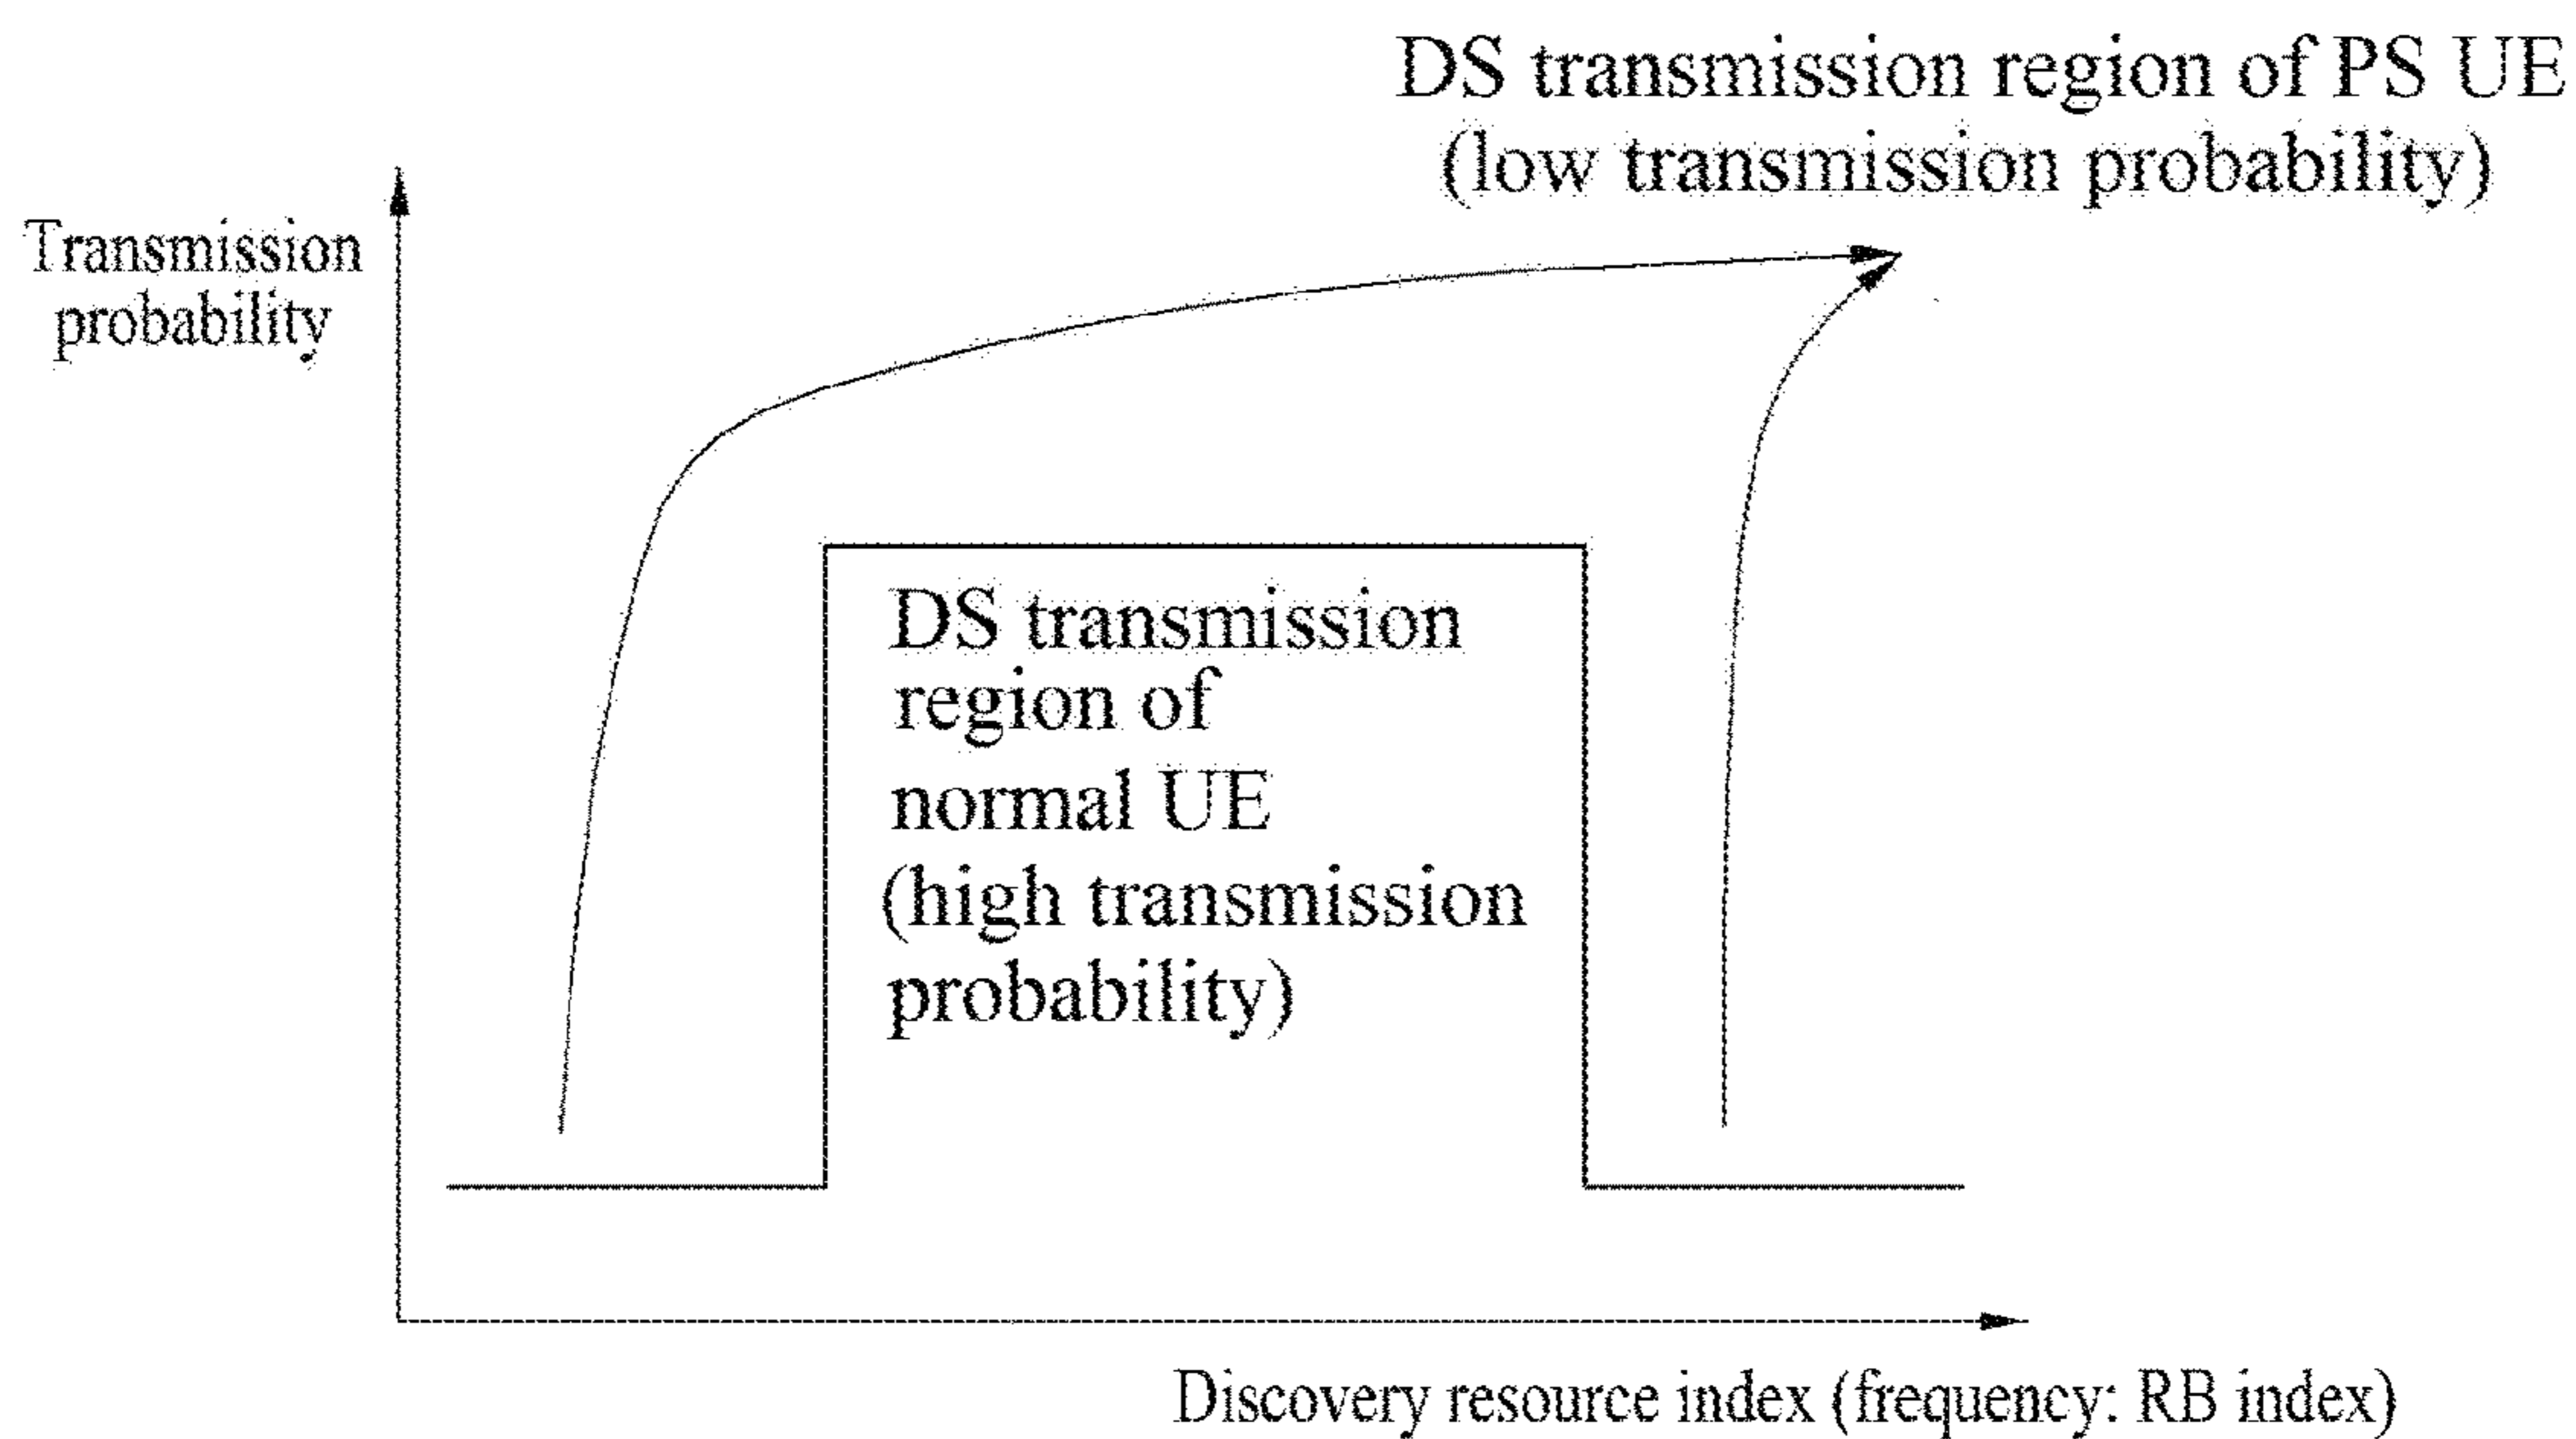 DS transmission region of PS UE
(low transmission probability)
Transmission
probability
DS transmission
region of
normal UE
(high transmission
probability)
Discovery resource index (frequency: RB index)